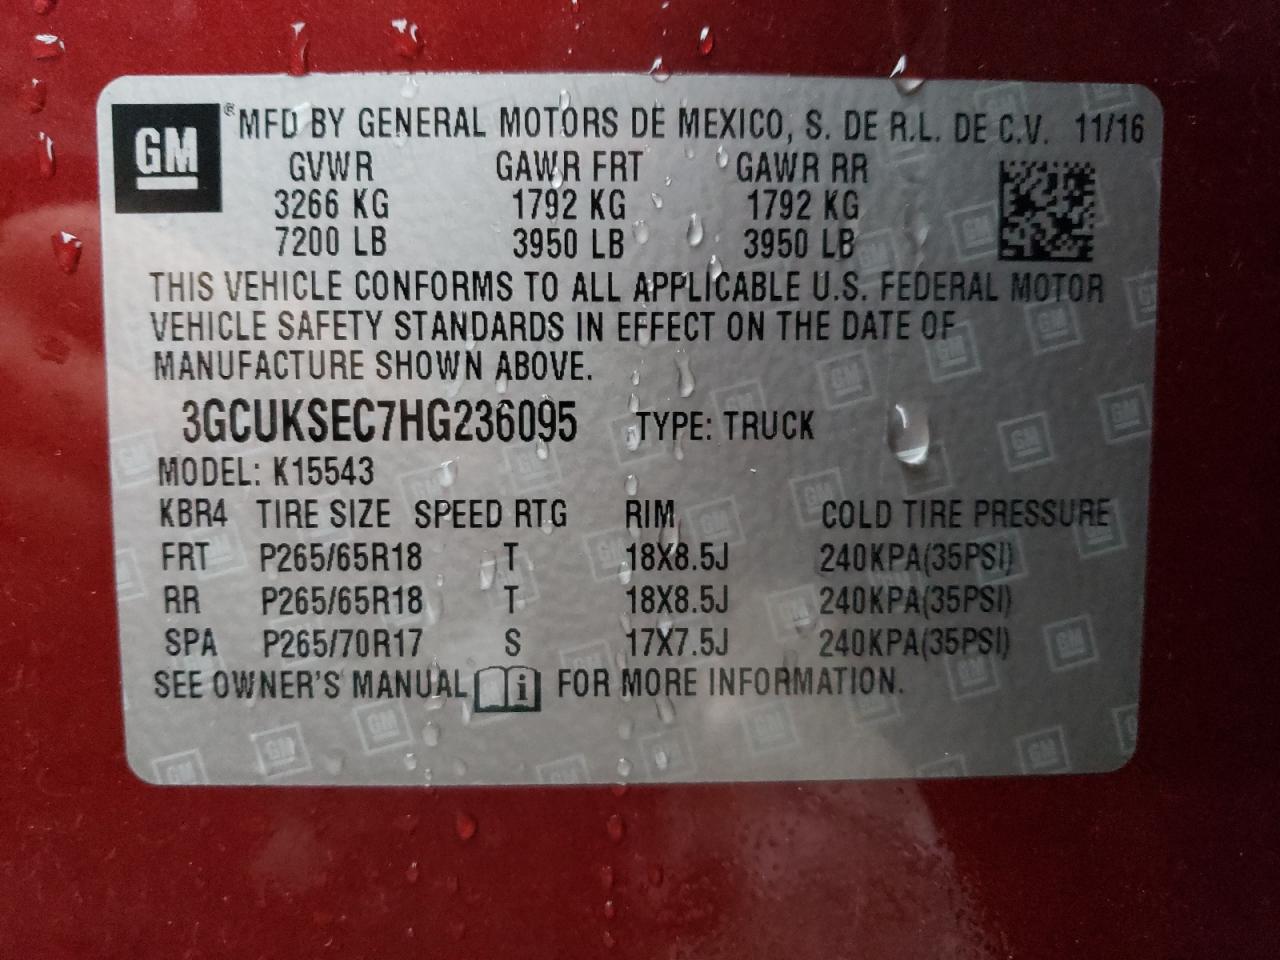 GM ® MFD BY GENERAL MOTORS DE MEXICO, S. DE R.L. DE C.V. 11/16
GVWR GAWR FRT GAWR RR
3266 KG 1792 KG 1792 KG
7200 LB 3950 LB 3950 LB
THIS VEHICLE CONFORMS TO ALL APPLICABLE U.S. FEDERAL MOTOR
VEHICLE SAFETY STANDARDS IN EFFECT ON THE DATE OF
MANUFACTURE SHOWN ABOVE.
3GCUKSEC7HG236095 TYPE: TRUCK
MODEL: K15543
KBR4 TIRE SIZE SPEED RTG RIM COLD TIRE PRESSURE
FRT P265/65R18 T 18X8.5J 240KPA(35PSI)
RR P265/65R18 T 18X8.5J 240KPA(35PSI)
SPA P265/70R17 S 17X7.5J 240KPA(35PSI)
SEE OWNER'S MANUAL i FOR MORE INFORMATION.